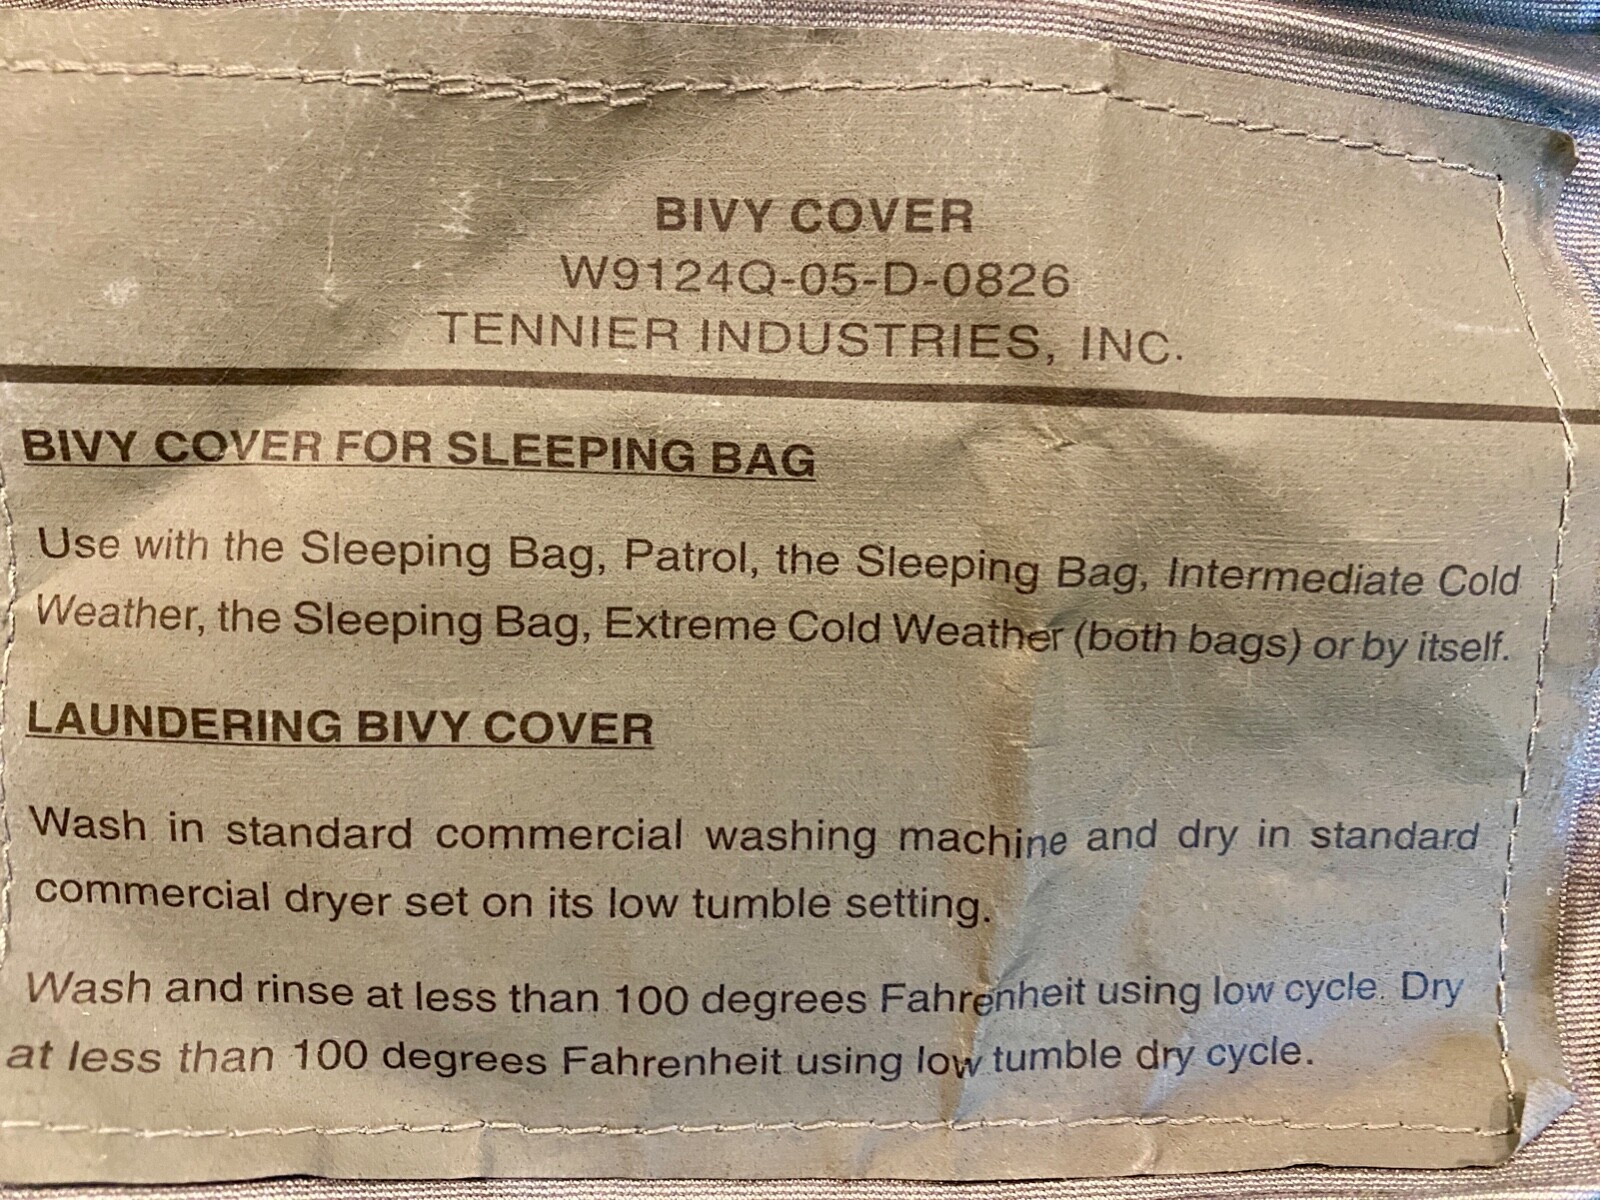 BIVY COVER
W9124Q-05-D-0826
TENNIER INDUSTRIES, INC.
BIVY COVER FOR SLEEPING BAG
Use with the Sleeping Bag, Patrol, the Sleeping Bag, Intermediate Cold
Weather, the Sleeping Bag, Extreme Cold Weather (both bags) or by itself.
LAUNDERING BIVY COVER
Wash in standard commercial washing machine and dry in standard
commercial dryer set on its low tumble setting.
Wash and rinse at less than 100 degrees Fahrenheit using low cycle. Dry
at less than 100 degrees Fahrenheit using low tumble dry cycle.